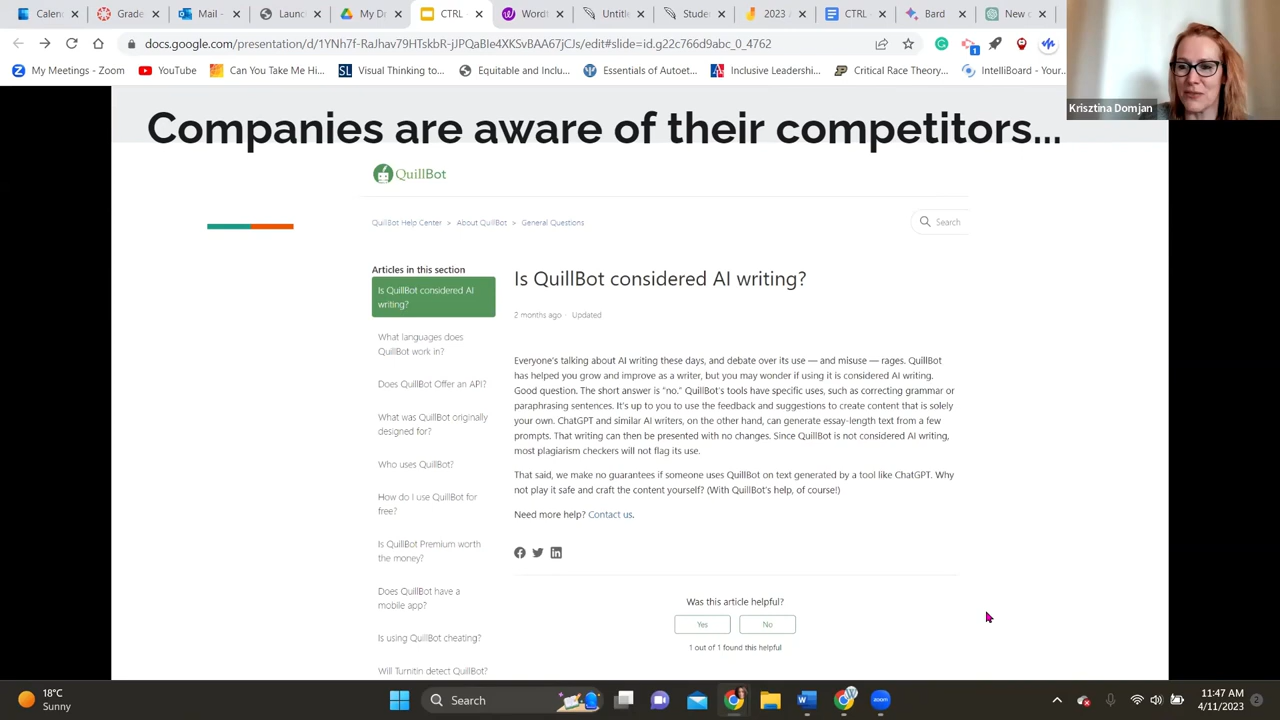 Calend
Grade
Mail -
Launc
My Dr
CTRL -
Word
Untitle
Stude
2023 A
CTRL -
Bard
New c
docs.google.com/presentation/d/1YNh7f-RaJhav79HTskbR-jJPQaBIe4XKSvBAA67jCJs/edit#slide=id.g22c766d9abc_0_4762
My Meetings - Zoom
YouTube
Can You Take Me Hi...
Visual Thinking to...
Equitable and Inclu...
Essentials of Autoet...
Inclusive Leadershi...
Critical Race Theory...
IntelliBoard - Your...
Krisztina Domjan
Companies are aware of their competitors...
QuillBot
QuillBot Help Center > About QuillBot > General Questions
Search
Articles in this section
Is QuillBot considered AI
writing?
What languages does
QuillBot work in?
Does QuillBot Offer an API?
What was QuillBot originally
designed for?
Who uses QuillBot?
How do I use QuillBot for
free?
Is QuillBot Premium worth
the money?
Does QuillBot have a
mobile app?
Is using QuillBot cheating?
Will Turnitin detect QuillBot?
Is QuillBot considered AI writing?
2 months ago · Updated
Everyone's talking about AI writing these days, and debate over its use — and misuse — rages. QuillBot
has helped you grow and improve as a writer, but you may wonder if using it is considered AI writing.
Good question. The short answer is "no." QuillBot's tools have specific uses, such as correcting grammar or
paraphrasing sentences. It's up to you to use the feedback and suggestions to create content that is solely
your own. ChatGPT and similar AI writers, on the other hand, can generate essay-length text from a few
prompts. That writing can then be presented with no changes. Since QuillBot is not considered AI writing,
most plagiarism checkers will not flag its use.
That said, we make no guarantees if someone uses QuillBot on text generated by a tool like ChatGPT. Why
not play it safe and craft the content yourself? (With QuillBot's help, of course!)
Need more help? Contact us.
Was this article helpful?
Yes
No
1 out of 1 found this helpful
18°C
Sunny
Search
11:47 AM
4/11/2023